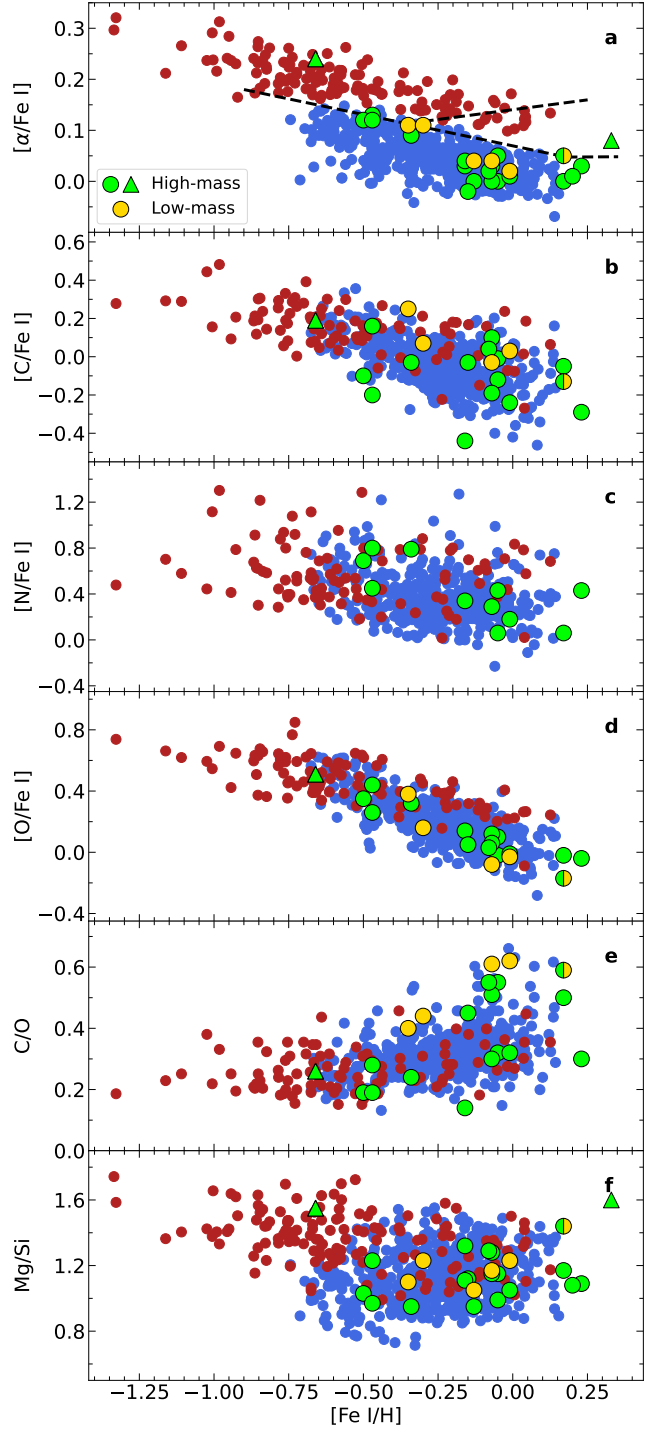 0.3
0.2
0.1
0.0
[α/Fe I]
a
High-mass
Low-mass
0.6
0.4
0.2
0.0
−0.2
−0.4
[C/Fe I]
b
1.2
0.8
0.4
0.0
−0.4
[N/Fe I]
c
0.8
0.4
0.0
−0.4
[O/Fe I]
d
0.6
0.4
0.2
0.0
C/O
e
1.6
1.2
0.8
Mg/Si
f
−1.25 −1.00 −0.75 −0.50 −0.25 0.00 0.25
[Fe I/H]